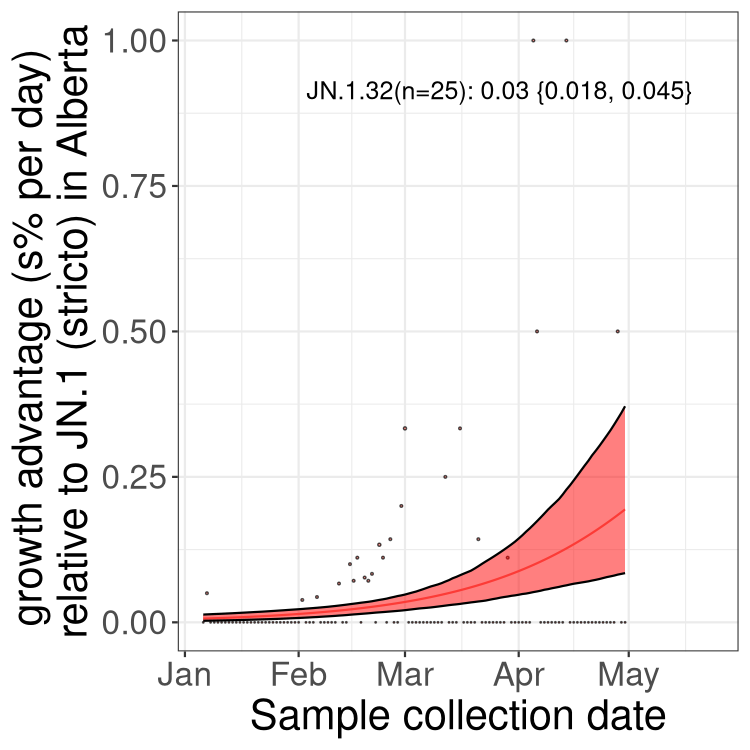 growth advantage (s% per day)
relative to JN.1 (stricto) in Alberta
1.00
0.75
0.50
0.25
0.00
JN.1.32(n=25): 0.03 {0.018, 0.045}
Jan Feb Mar Apr May
Sample collection date